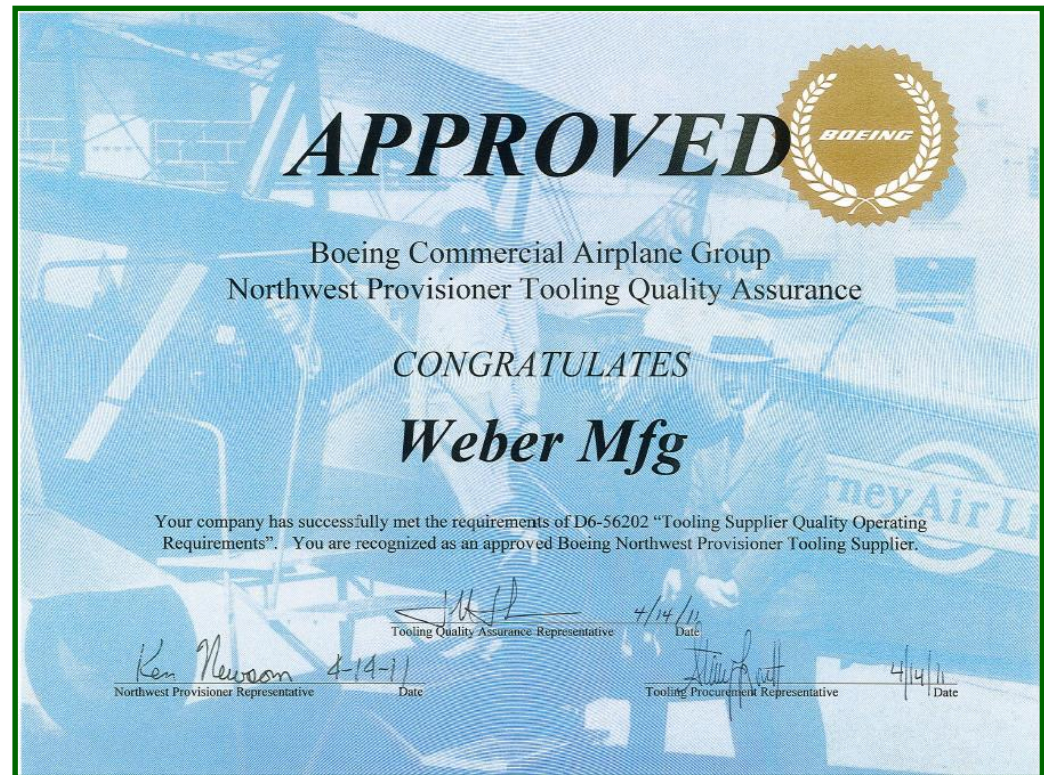 APPROVED
BOEING
Boeing Commercial Airplane Group
Northwest Provisioner Tooling Quality Assurance
CONGRATULATES
Weber Mfg
rney Air Li
Your company has successfully met the requirements of D6-56202 “Tooling Supplier Quality Operating
Requirements”. You are recognized as an approved Boeing Northwest Provisioner Tooling Supplier.
4/14/11
Tooling Quality Assurance Representative Date
Ken Newsom 4-14-11
Northwest Provisioner Representative Date
4/14/11
Tooling Procurement Representative Date